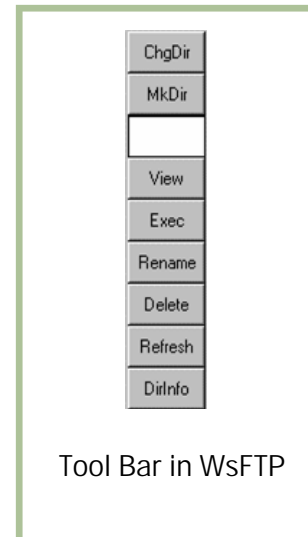 ChgDir
MkDir
View
Exec
Rename
Delete
Refresh
DirInfo
Tool Bar in WsFTP